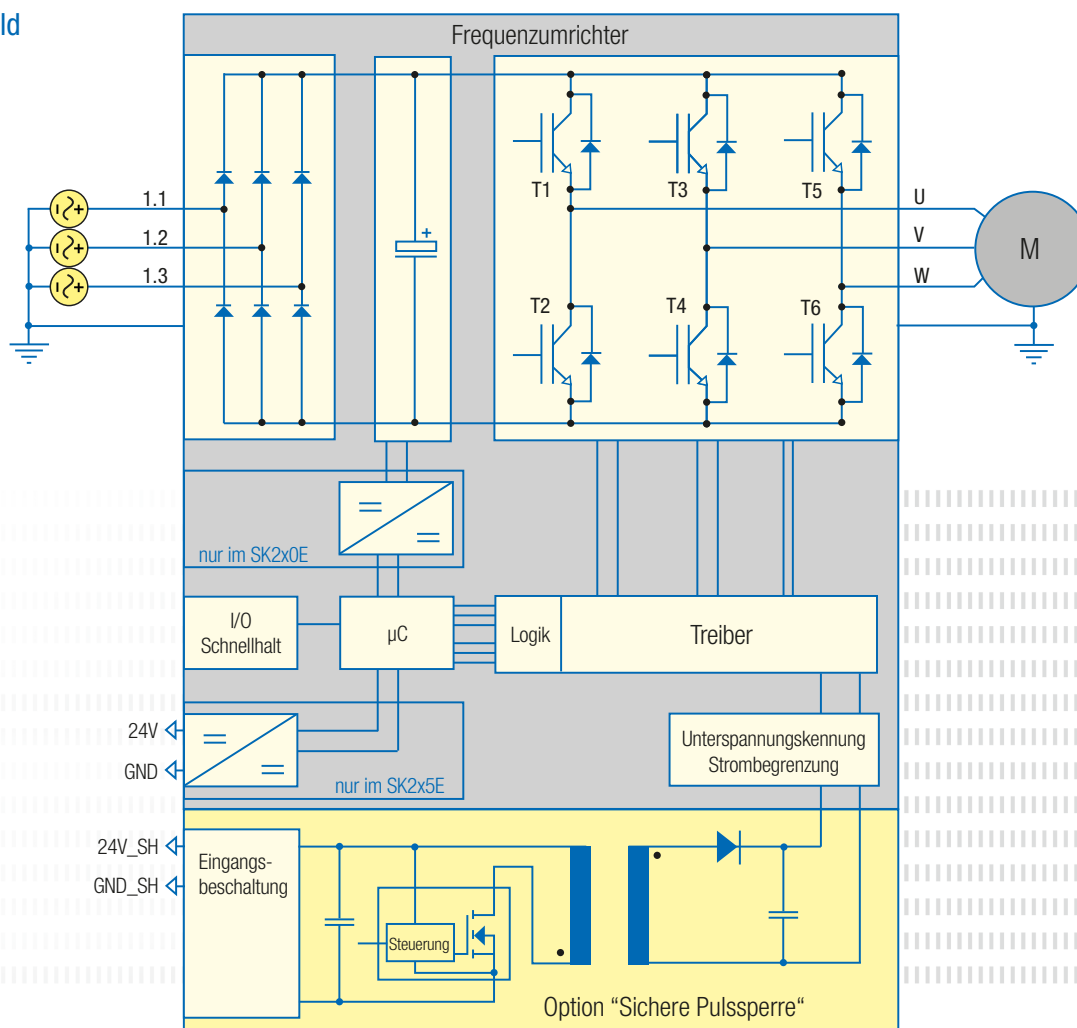 ld
Frequenzumrichter
1.1
1.2
1.3
T1
T3
T5
U
V
W
M
T2
T4
T6
+
nur im SK2x0E
I/O
Schnellhalt
µC
Logik
Treiber
24V
GND
nur im SK2x5E
Unterspannungskennung
Strombegrenzung
24V_SH
GND_SH
Eingangs-
beschaltung
Steuerung
Option “Sichere Pulssperre“